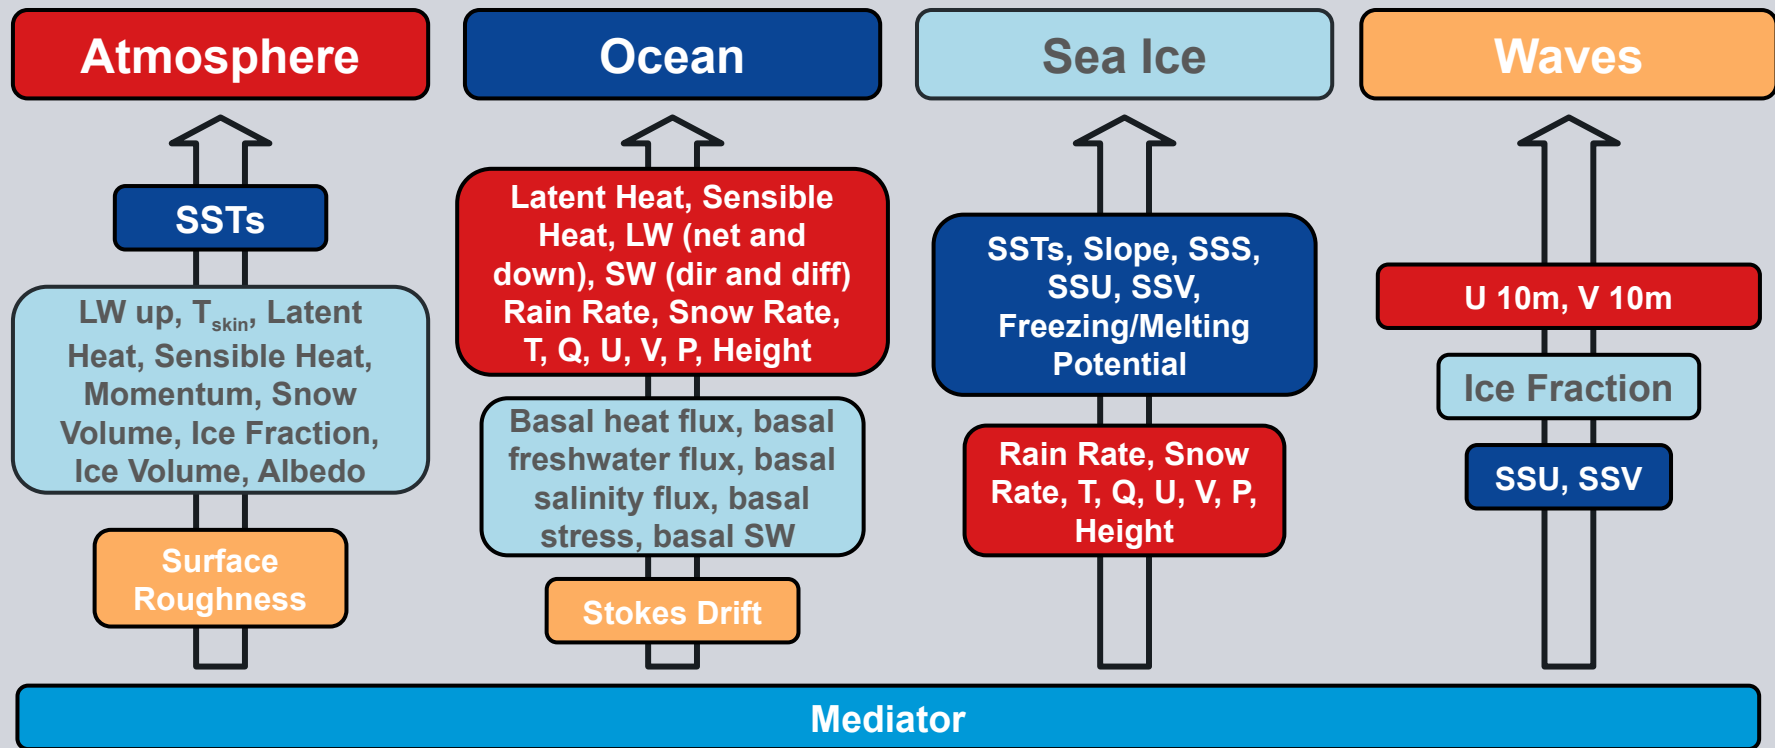 Atmosphere
Ocean
Sea Ice
Waves
SSTs
LW up, Tskin, Latent
Heat, Sensible Heat,
Momentum, Snow
Volume, Ice Fraction,
Ice Volume, Albedo
Surface
Roughness
Latent Heat, Sensible
Heat, LW (net and
down), SW (dir and diff)
Rain Rate, Snow Rate,
T, Q, U, V, P, Height
Basal heat flux, basal
freshwater flux, basal
salinity flux, basal
stress, basal SW
Stokes Drift
SSTs, Slope, SSS,
SSU, SSV,
Freezing/Melting
Potential
Rain Rate, Snow
Rate, T, Q, U, V, P,
Height
U 10m, V 10m
Ice Fraction
SSU, SSV
Mediator